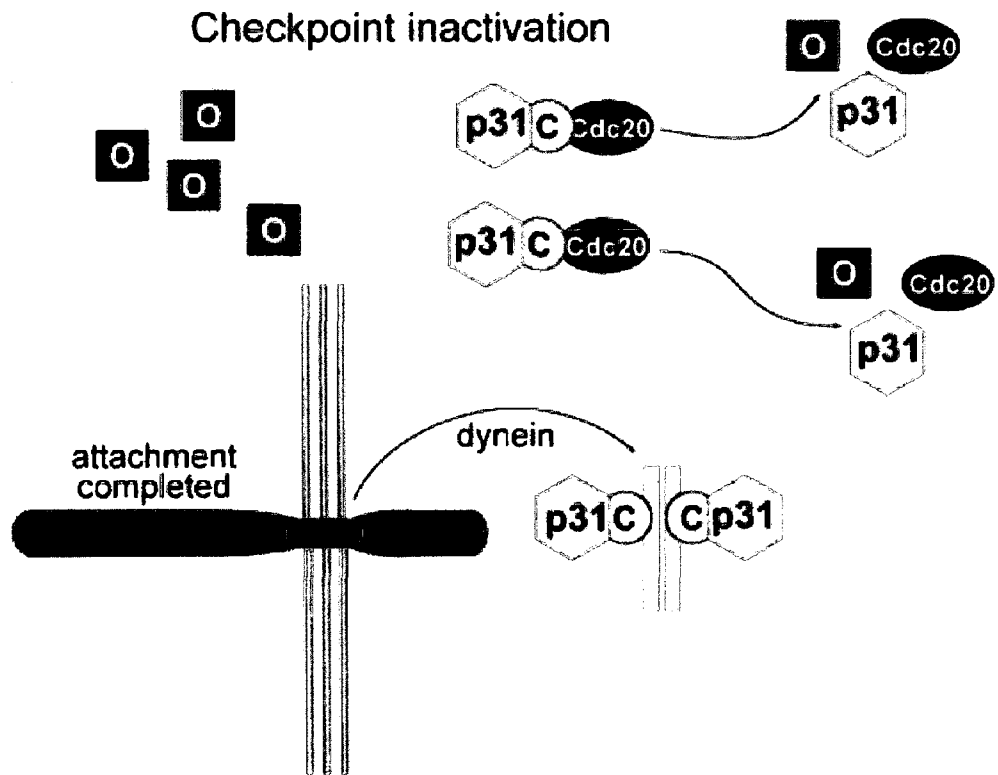 Checkpoint inactivation
O
Cdc20
p31
O
O
O
O
p31 C Cdc20
p31 C Cdc20
O
Cdc20
p31
attachment
completed
dynein
p31 C
C p31